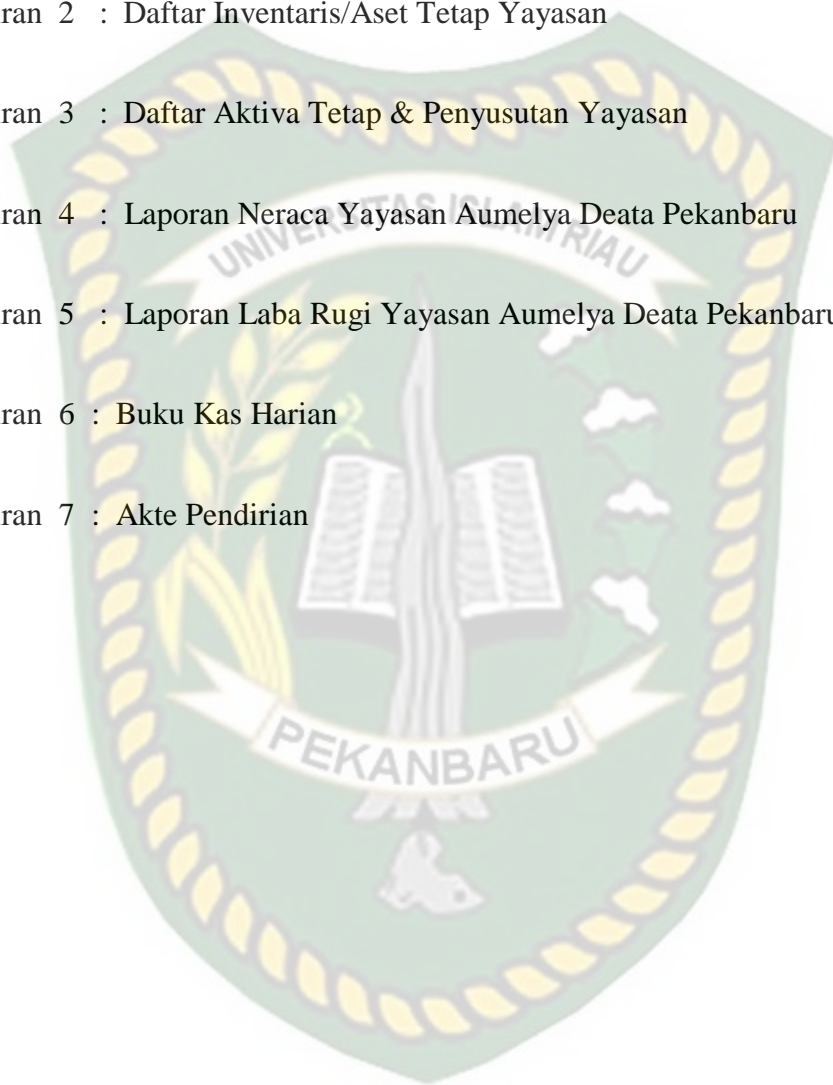 ran 2 : Daftar Inventaris/Aset Tetap Yayasan
ran 3 : Daftar Aktiva Tetap & Penyusutan Yayasan
UNIVERSITAS ISLAM RIAU
ran 4 : Laporan Neraca Yayasan Aumelya Deata Pekanbaru
ran 5 : Laporan Laba Rugi Yayasan Aumelya Deata Pekanbaru
ran 6 : Buku Kas Harian
ran 7 : Akte Pendirian
PEKANBARU